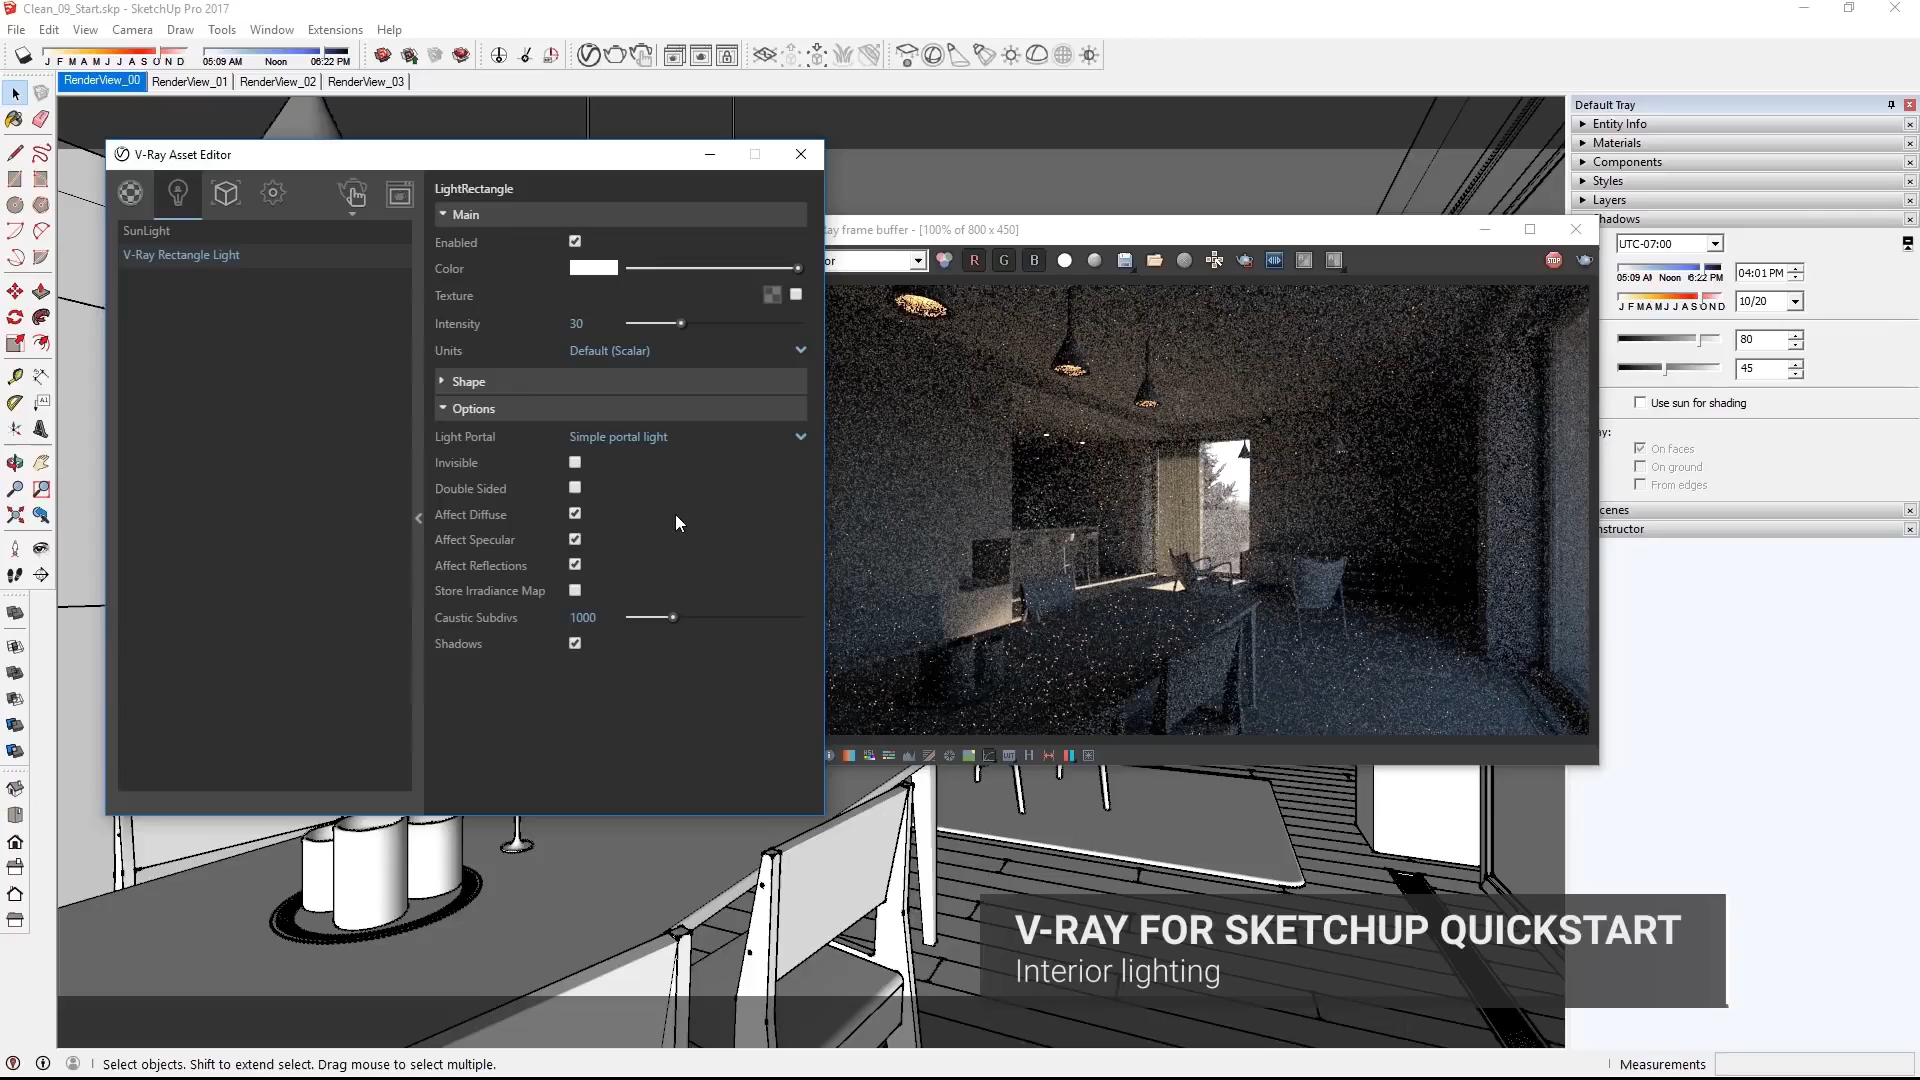 Clean_09_Start.skp - SketchUp Pro 2017
File Edit View Camera Draw Tools Window Extensions Help
J F M A M J J A S O N D 05:09 AM Noon 06:22 PM
RenderView_00 RenderView_01 RenderView_02 RenderView_03
V-Ray Asset Editor
SunLight
V-Ray Rectangle Light
LightRectangle
Main
Enabled
Color
Texture
Intensity 30
Units Default (Scalar)
Shape
Options
Light Portal Simple portal light
Invisible
Double Sided
Affect Diffuse
Affect Specular
Affect Reflections
Store Irradiance Map
Caustic Subdivs 1000
Shadows
ay frame buffer - [100% of 800 x 450]
or R G B STOP
HSL H
Default Tray
Entity Info
Materials
Components
Styles
Layers
hadows
UTC-07:00
05:09 AM Noon 6:22 PM 04:01 PM
J F M A M J J A S O N D 10/20
80
45
Use sun for shading
ay:
On faces
On ground
From edges
cenes
nstructor
V-RAY FOR SKETCHUP QUICKSTART
Interior lighting
Select objects. Shift to extend select. Drag mouse to select multiple.
Measurements